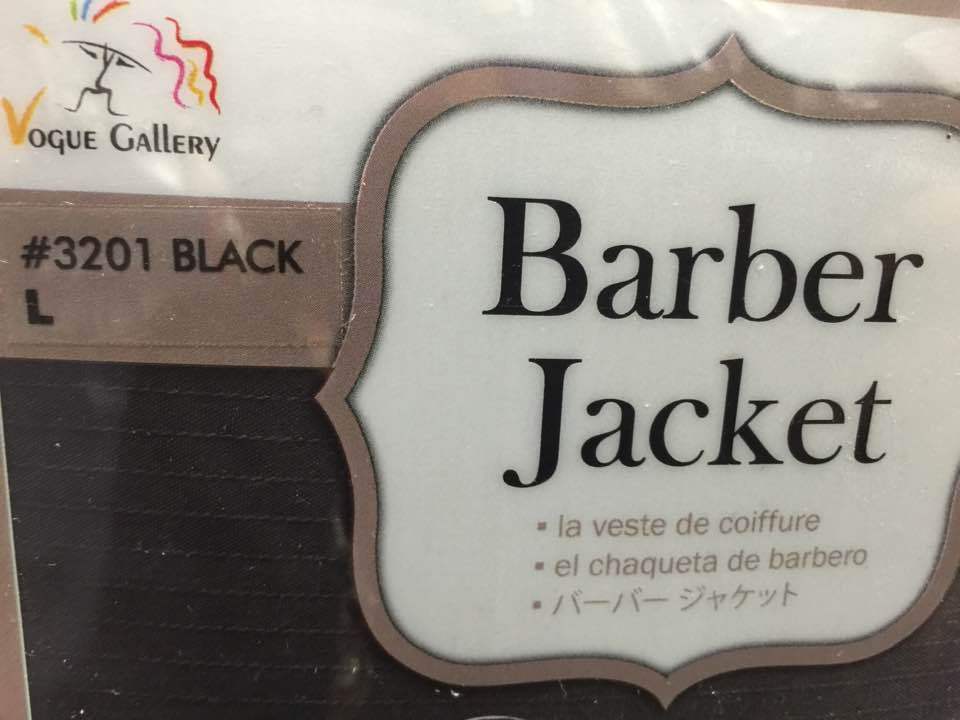 VOGUE GALLERY
#3201 BLACK
L
Barber
Jacket
▪ la veste de coiffure
▪ el chaqueta de barbero
▪ バーバー ジャケット